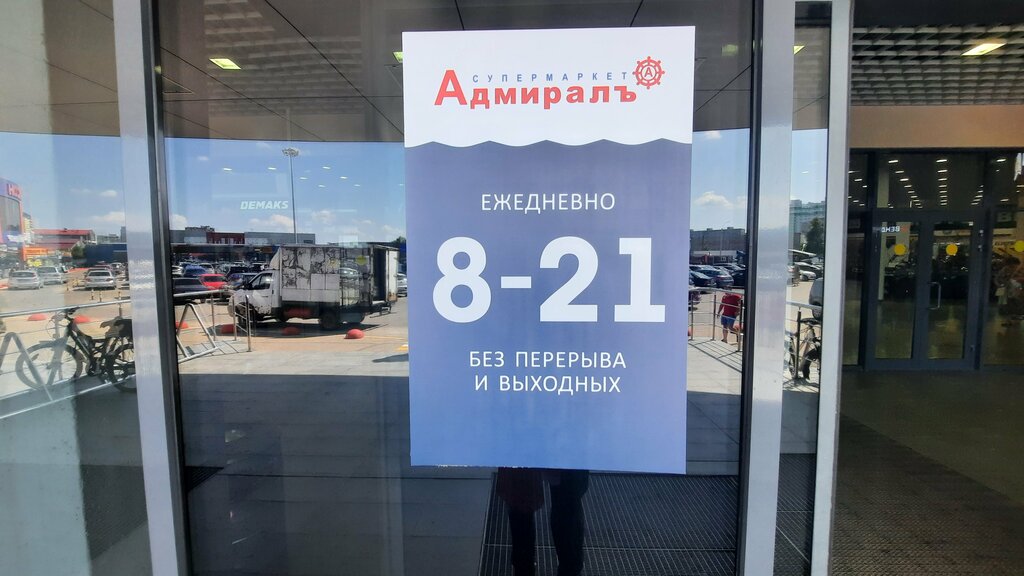 СУПЕРМАРКЕТ
Адмиралъ
А
ЕЖЕДНЕВНО
8-21
БЕЗ ПЕРЕРЫВА
И ВЫХОДНЫХ
DEMAKS